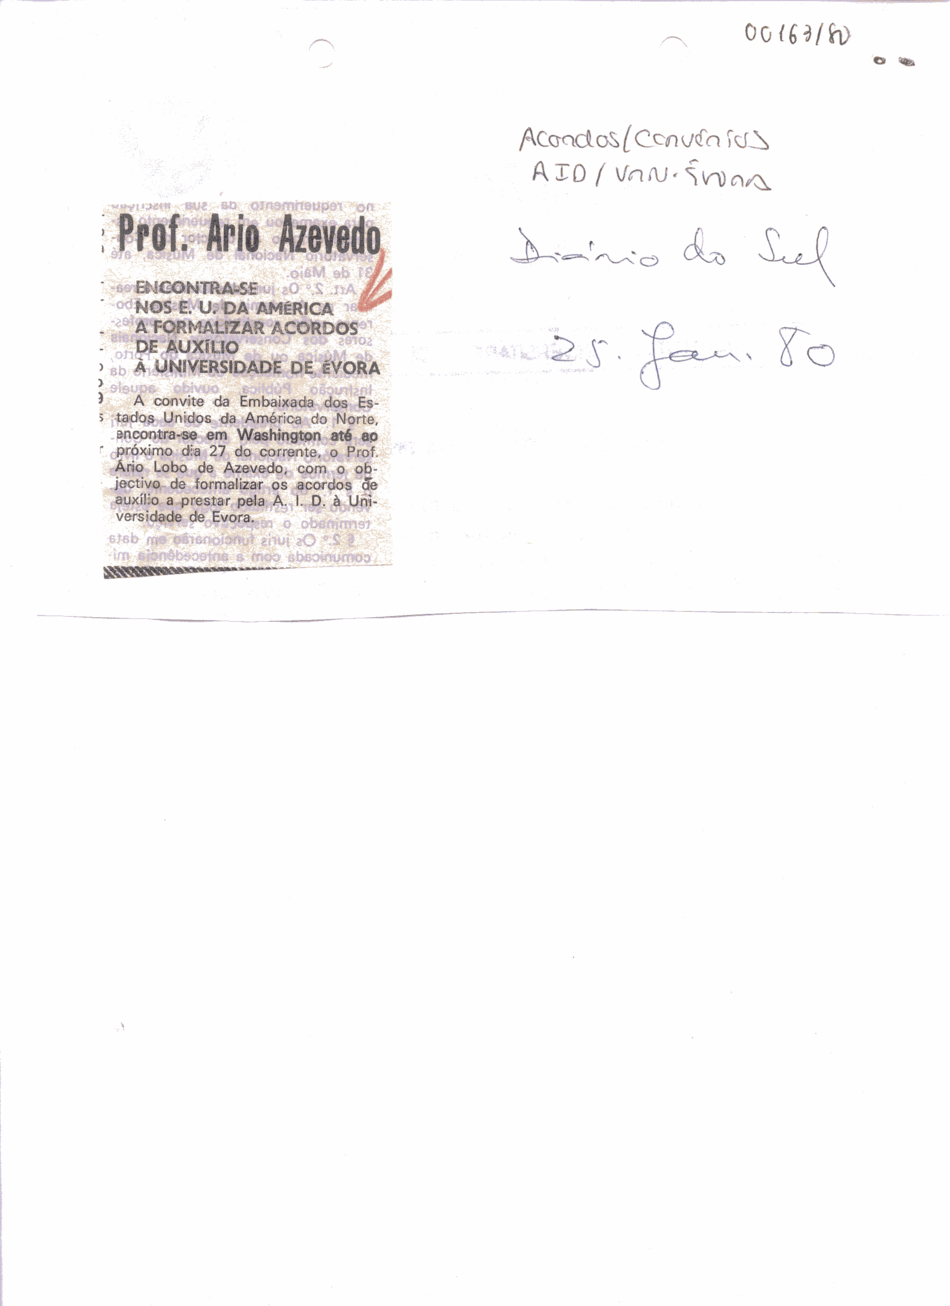 00163/80
Acordos/Convénios
AID/Univ. Évora
Diário do Sul
25. Jan. 80
Prof. Ario Azevedo
ENCONTRA-SE
NOS E. U. DA AMÉRICA
A FORMALIZAR ACORDOS
DE AUXÍLIO
À UNIVERSIDADE DE ÉVORA
A convite da Embaixada dos Es-
tados Unidos da América do Norte,
encontra-se em Washington até ao
próximo dia 27 do corrente, o Prof.
Ário Lobo de Azevedo, com o ob-
jectivo de formalizar os acordos de
auxílio a prestar pela A. I. D. à Uni-
versidade de Evora.